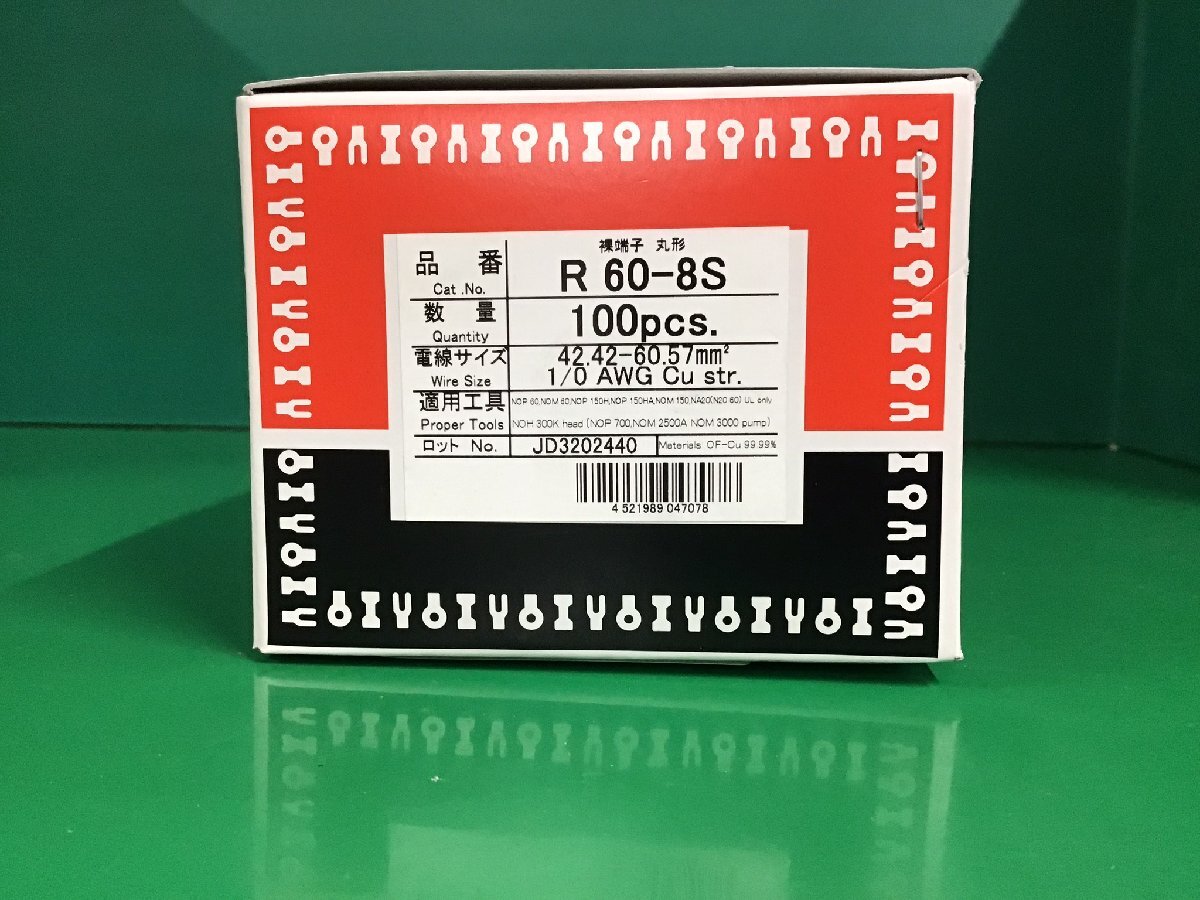 裸端子 丸形
品 番 R 60-8S
Cat .No.
数 量 100pcs.
Quantity
電線サイズ 42.42-60.57mm²
Wire Size 1/0 AWG Cu str.
適用工具 NOP 60,NOM 60,NOP 150H,NOP 150HA,NOM 150,NA20(N20 60) UL only
Proper Tools NOH 300K head (NOP 700,NOM 2500A NOM 3000 pump)
ロット No. JD3202440 Materials OF-Cu 99.99%
4 521989 047078